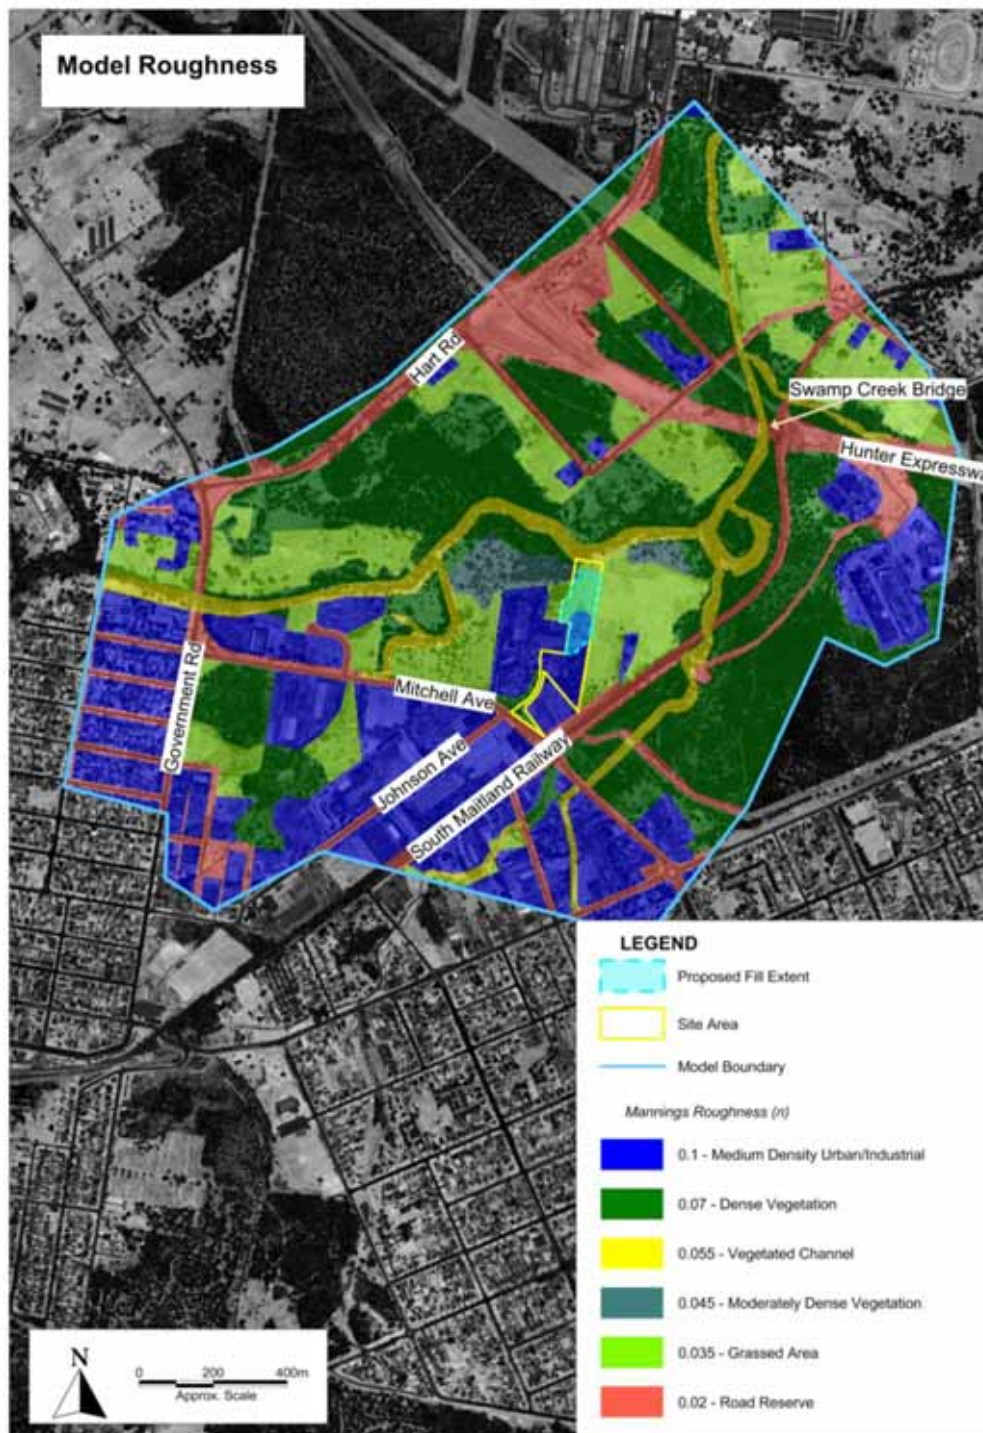 Model Roughness
Hart Rd
Swamp Creek Bridge
Hunter Expresswa
Government Rd
Mitchell Ave
Johnson Ave
South Maitland Railway
LEGEND
Proposed Fill Extent
Site Area
Model Boundary
Mannings Roughness (n)
0.1 - Medium Density Urban/Industrial
0.07 - Dense Vegetation
0.055 - Vegetated Channel
0.045 - Moderately Dense Vegetation
0.035 - Grassed Area
0.02 - Road Reserve
N
0 200 400m
Approx. Scale